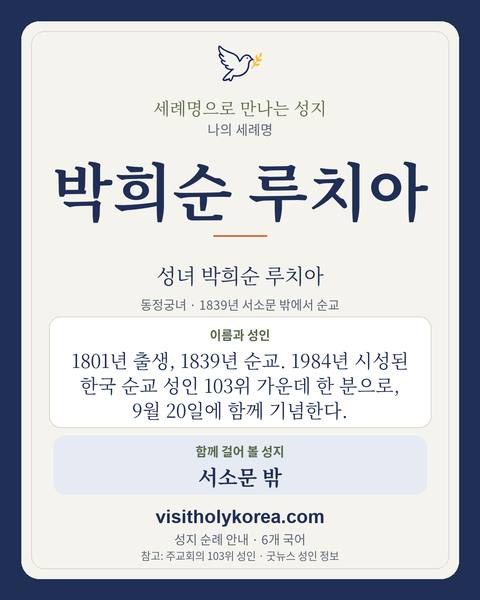 세례명으로 만나는 성지
나의 세례명
박희순 루치아
성녀 박희순 루치아
동정궁녀 · 1839년 서소문 밖에서 순교
이름과 성인
1801년 출생, 1839년 순교. 1984년 시성된
한국 순교 성인 103위 가운데 한 분으로,
9월 20일에 함께 기념한다.
함께 걸어 볼 성지
서소문 밖
visitholykorea.com
성지 순례 안내 · 6개 국어
참고: 주교회의 103위 성인 · 굿뉴스 성인 정보